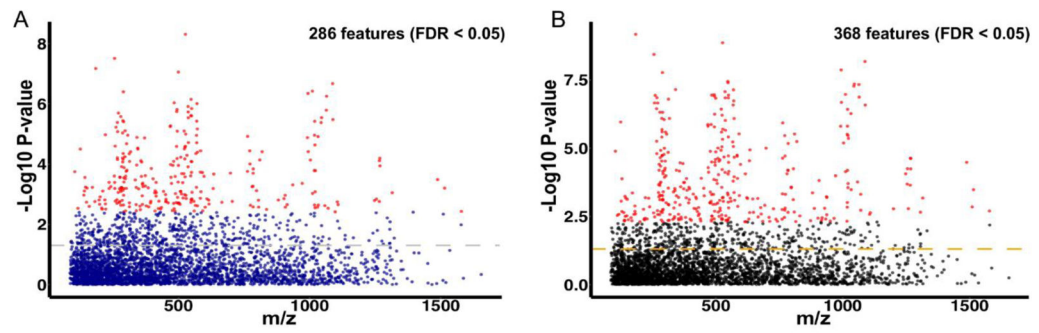 A
286 features (FDR < 0.05)
-Log10 P-value
8
6
4
2
0
500
1000
1500
m/z
B
368 features (FDR < 0.05)
-Log10 P-value
7.5
5.0
2.5
0.0
500
1000
1500
m/z